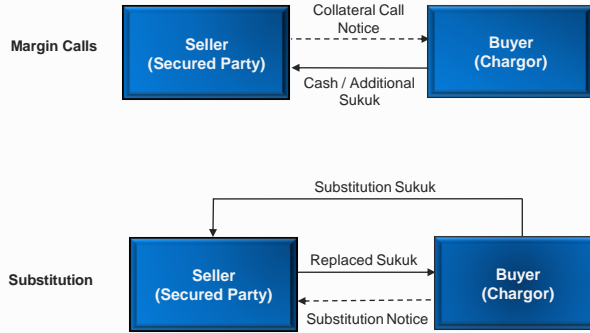 Collateral Call
Notice
Margin Calls
Seller
(Secured Party)
Buyer
(Chargor)
Cash / Additional
Sukuk
Substitution Sukuk
Substitution
Seller
(Secured Party)
Replaced Sukuk
Buyer
(Chargor)
Substitution Notice